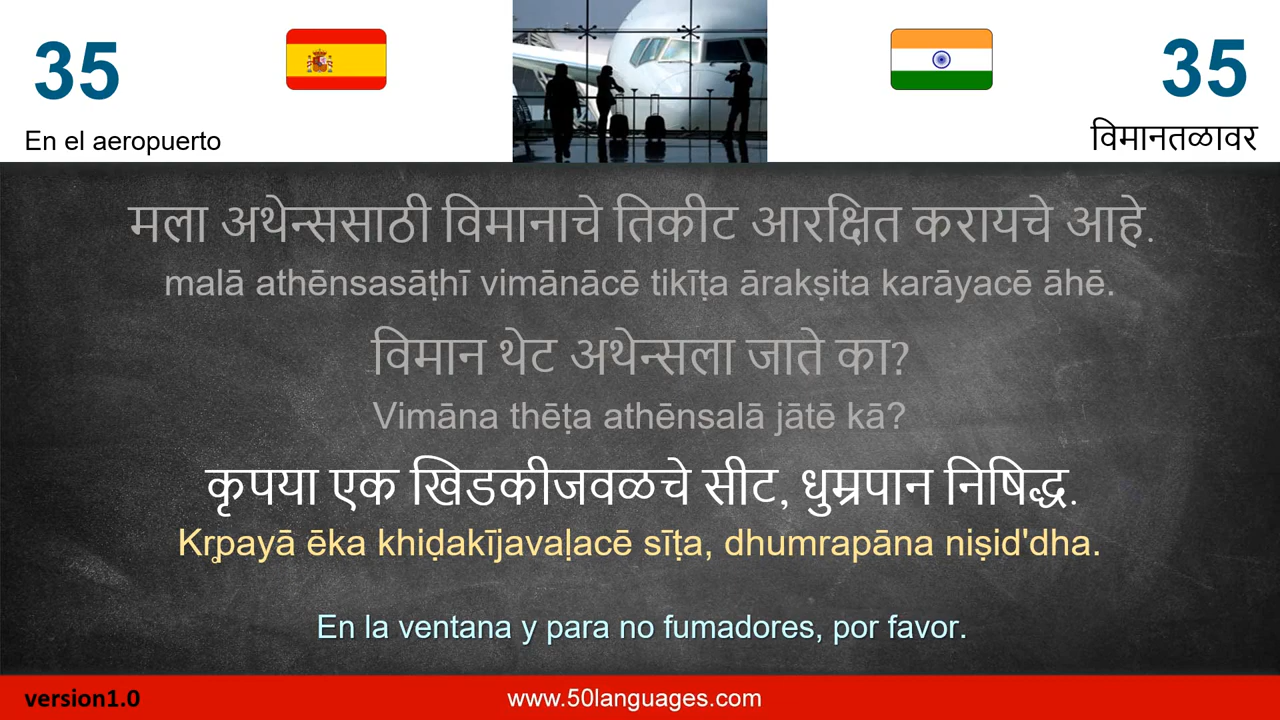 35
35
En el aeropuerto
विमानतळावर
मला अथेन्ससाठी विमानाचे तिकीट आरक्षित करायचे आहे.
malā athēnsasāṭhī vimānācē tikīṭa ārakṣita karāyacē āhē.
विमान थेट अथेन्सला जाते का?
Vimāna thēṭa athēnsalā jātē kā?
कृपया एक खिडकीजवळचे सीट, धुम्रपान निषिद्ध.
Kr̥payā ēka khiḍakījavaḷacē sīṭa, dhumrapāna niṣid'dha.
En la ventana y para no fumadores, por favor.
version1.0
www.50languages.com